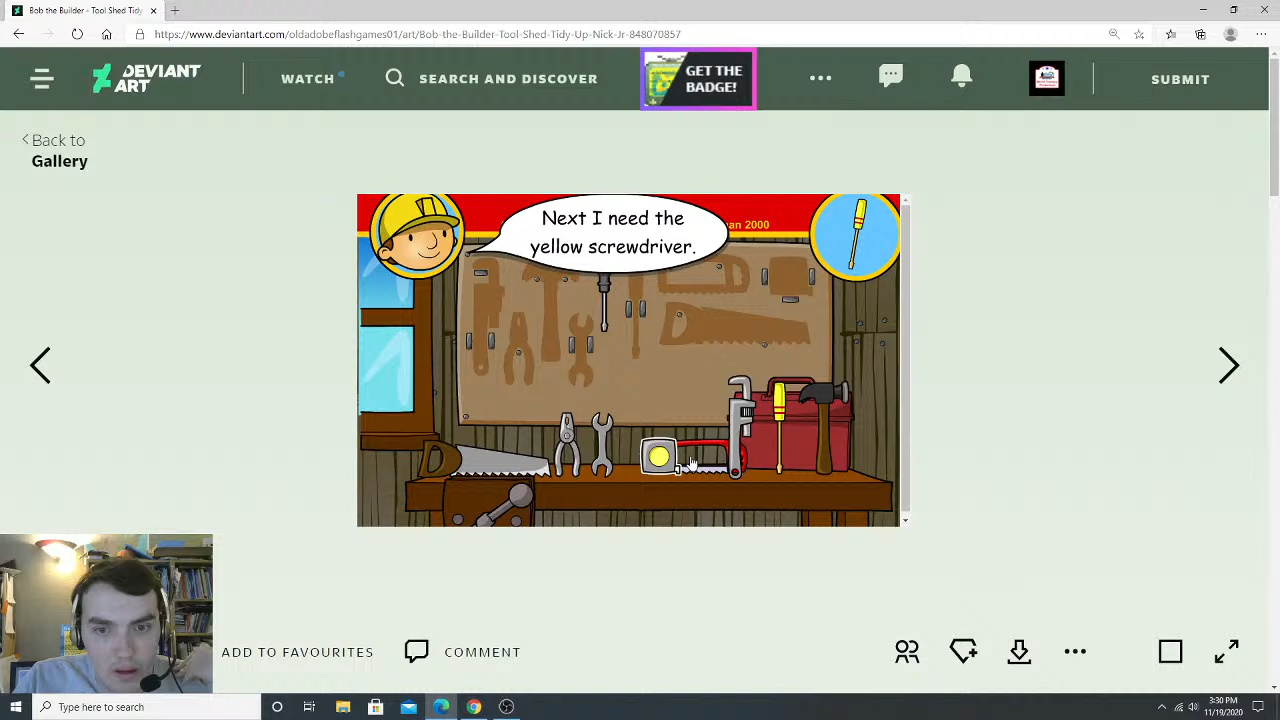 Bob the Builder - Tool Shed Tidy
https://www.deviantart.com/oldadobeflashgames01/art/Bob-the-Builder-Tool-Shed-Tidy-Up-Nick-Jr-848070857
DEVIANT ART
WATCH
SEARCH AND DISCOVER
GET THE
BADGE!
SUBMIT
Back to
Gallery
Next I need the
yellow screwdriver.
2000
ADD TO FAVOURITES
COMMENT
Type here to search
3:30 PM
11/19/2020